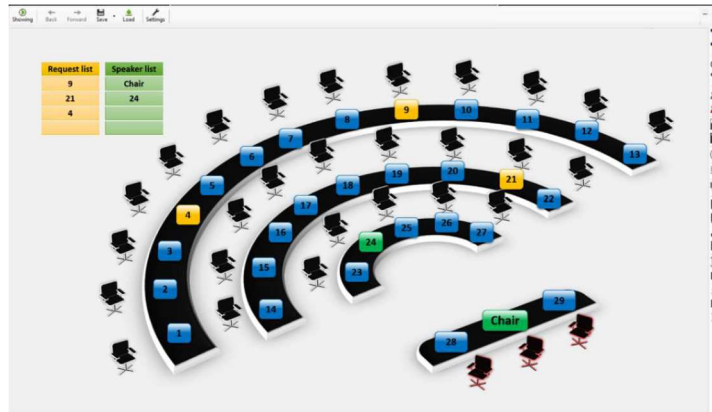 Showing Back Forward Save Load Settings
Request list Speaker list
9 Chair
21 24
4
8 9 10
7 11
6 12
5 13
4 19 20 21
18 22
17
3 16
24 25 26 27
2 15 23
14
1
29
Chair
28